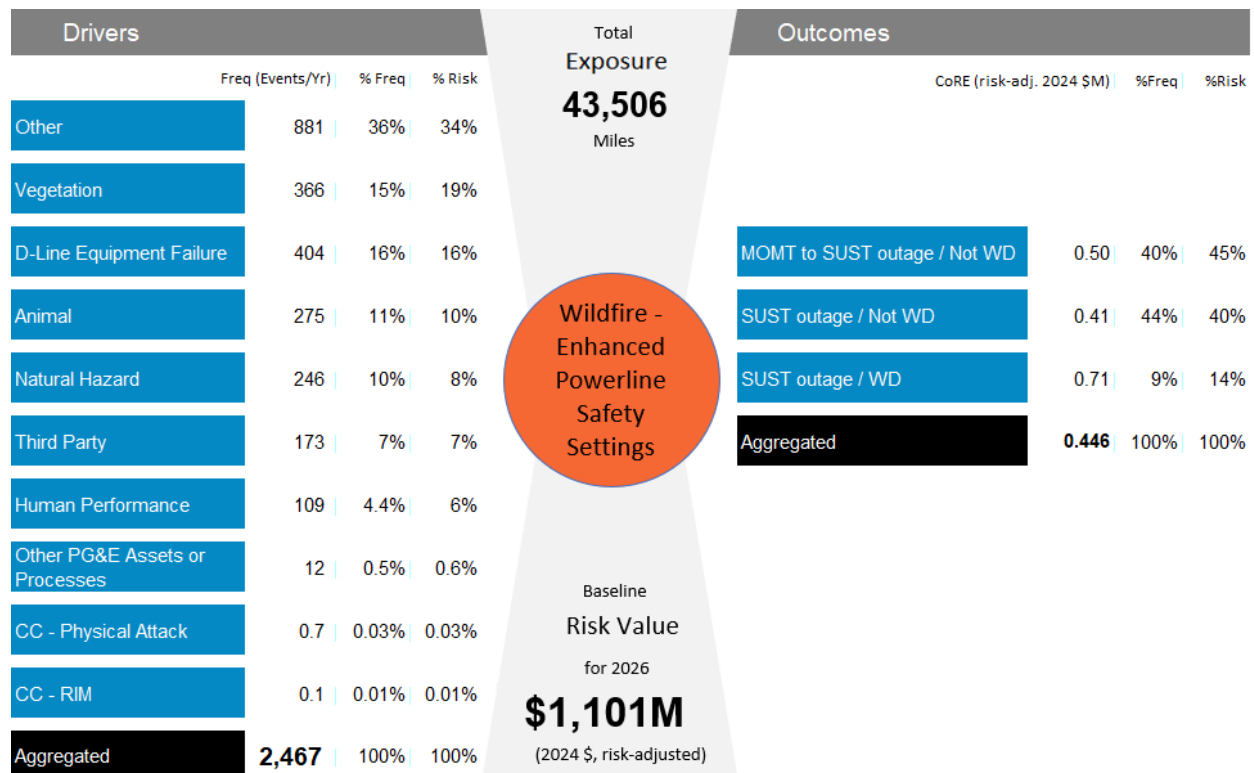 Drivers
Freq (Events/Yr) % Freq % Risk
Other 881 36% 34%
Vegetation 366 15% 19%
D-Line Equipment Failure 404 16% 16%
Animal 275 11% 10%
Natural Hazard 246 10% 8%
Third Party 173 7% 7%
Human Performance 109 4.4% 6%
Other PG&E Assets or
Processes 12 0.5% 0.6%
CC - Physical Attack 0.7 0.03% 0.03%
CC - RIM 0.1 0.01% 0.01%
Aggregated 2,467 100% 100%
Total
Exposure
43,506
Miles
Wildfire -
Enhanced
Powerline
Safety
Settings
Baseline
Risk Value
for 2026
$1,101M
(2024 $, risk-adjusted)
Outcomes
CoRE (risk-adj. 2024 $M) %Freq %Risk
MOMT to SUST outage / Not WD 0.50 40% 45%
SUST outage / Not WD 0.41 44% 40%
SUST outage / WD 0.71 9% 14%
Aggregated 0.446 100% 100%